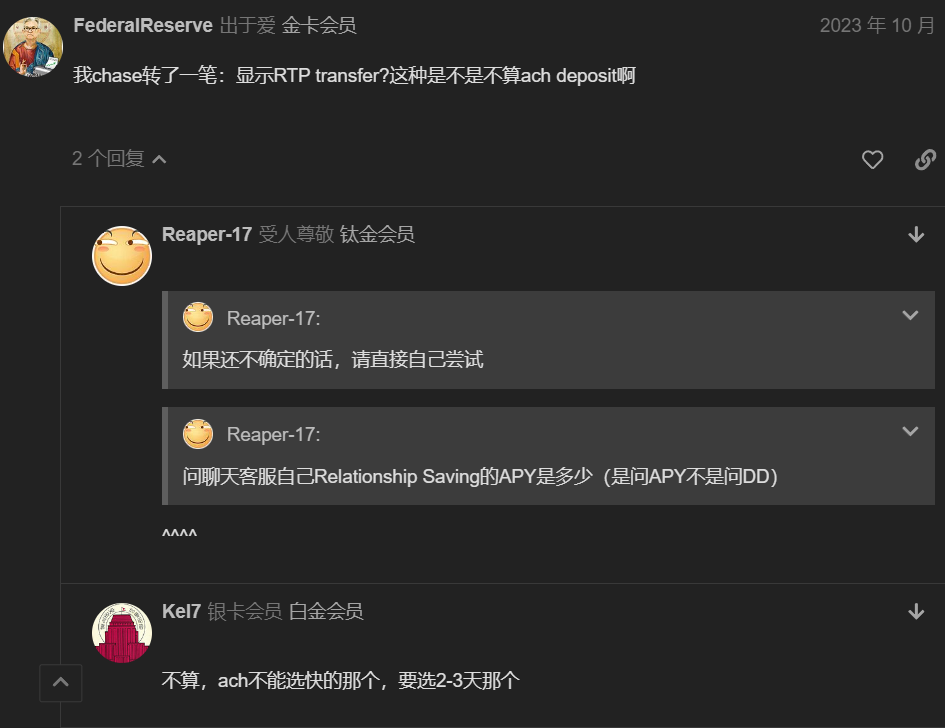 FederalReserve 出于爱 金卡会员 2023 年 10 月
我chase转了一笔：显示RTP transfer?这种是不是不算ach deposit啊
2 个回复
Reaper-17 受人尊敬 钛金会员
Reaper-17:
如果还不确定的话，请直接自己尝试
Reaper-17:
问聊天客服自己Relationship Saving的APY是多少（是问APY不是问DD）
^^^^
Kel7 银卡会员 白金会员
不算，ach不能选快的那个，要选2-3天那个